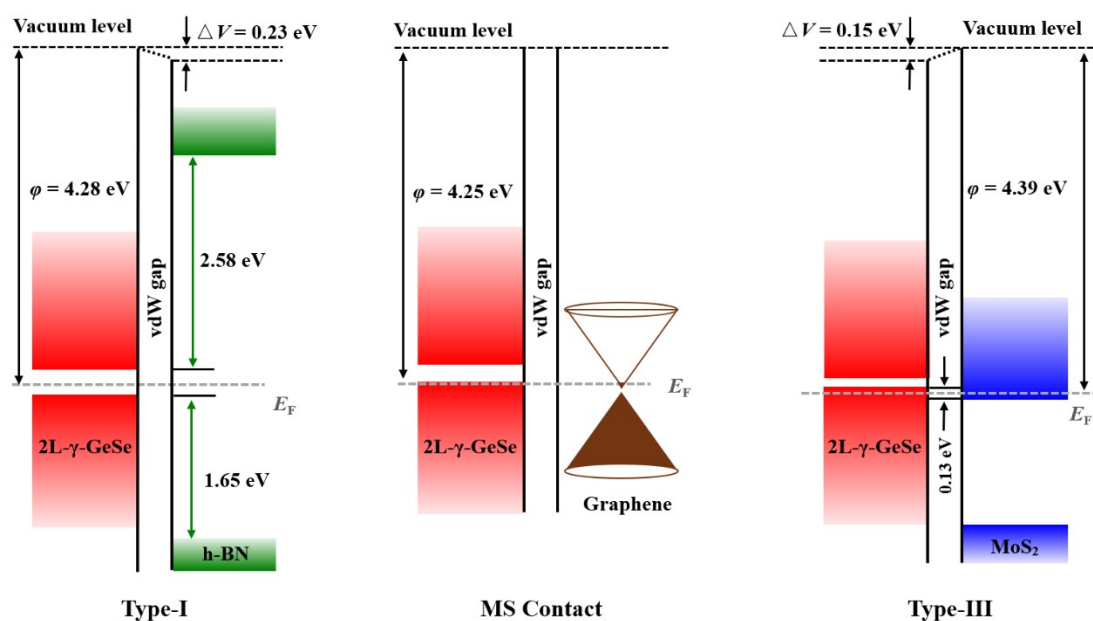 Vacuum level
△ V = 0.23 eV
φ = 4.28 eV
vdW gap
2.58 eV
E_F
2L-γ-GeSe
1.65 eV
h-BN
Type-I
Vacuum level
φ = 4.25 eV
vdW gap
E_F
2L-γ-GeSe
Graphene
MS Contact
△ V = 0.15 eV
Vacuum level
φ = 4.39 eV
vdW gap
E_F
2L-γ-GeSe
0.13 eV
MoS₂
Type-III